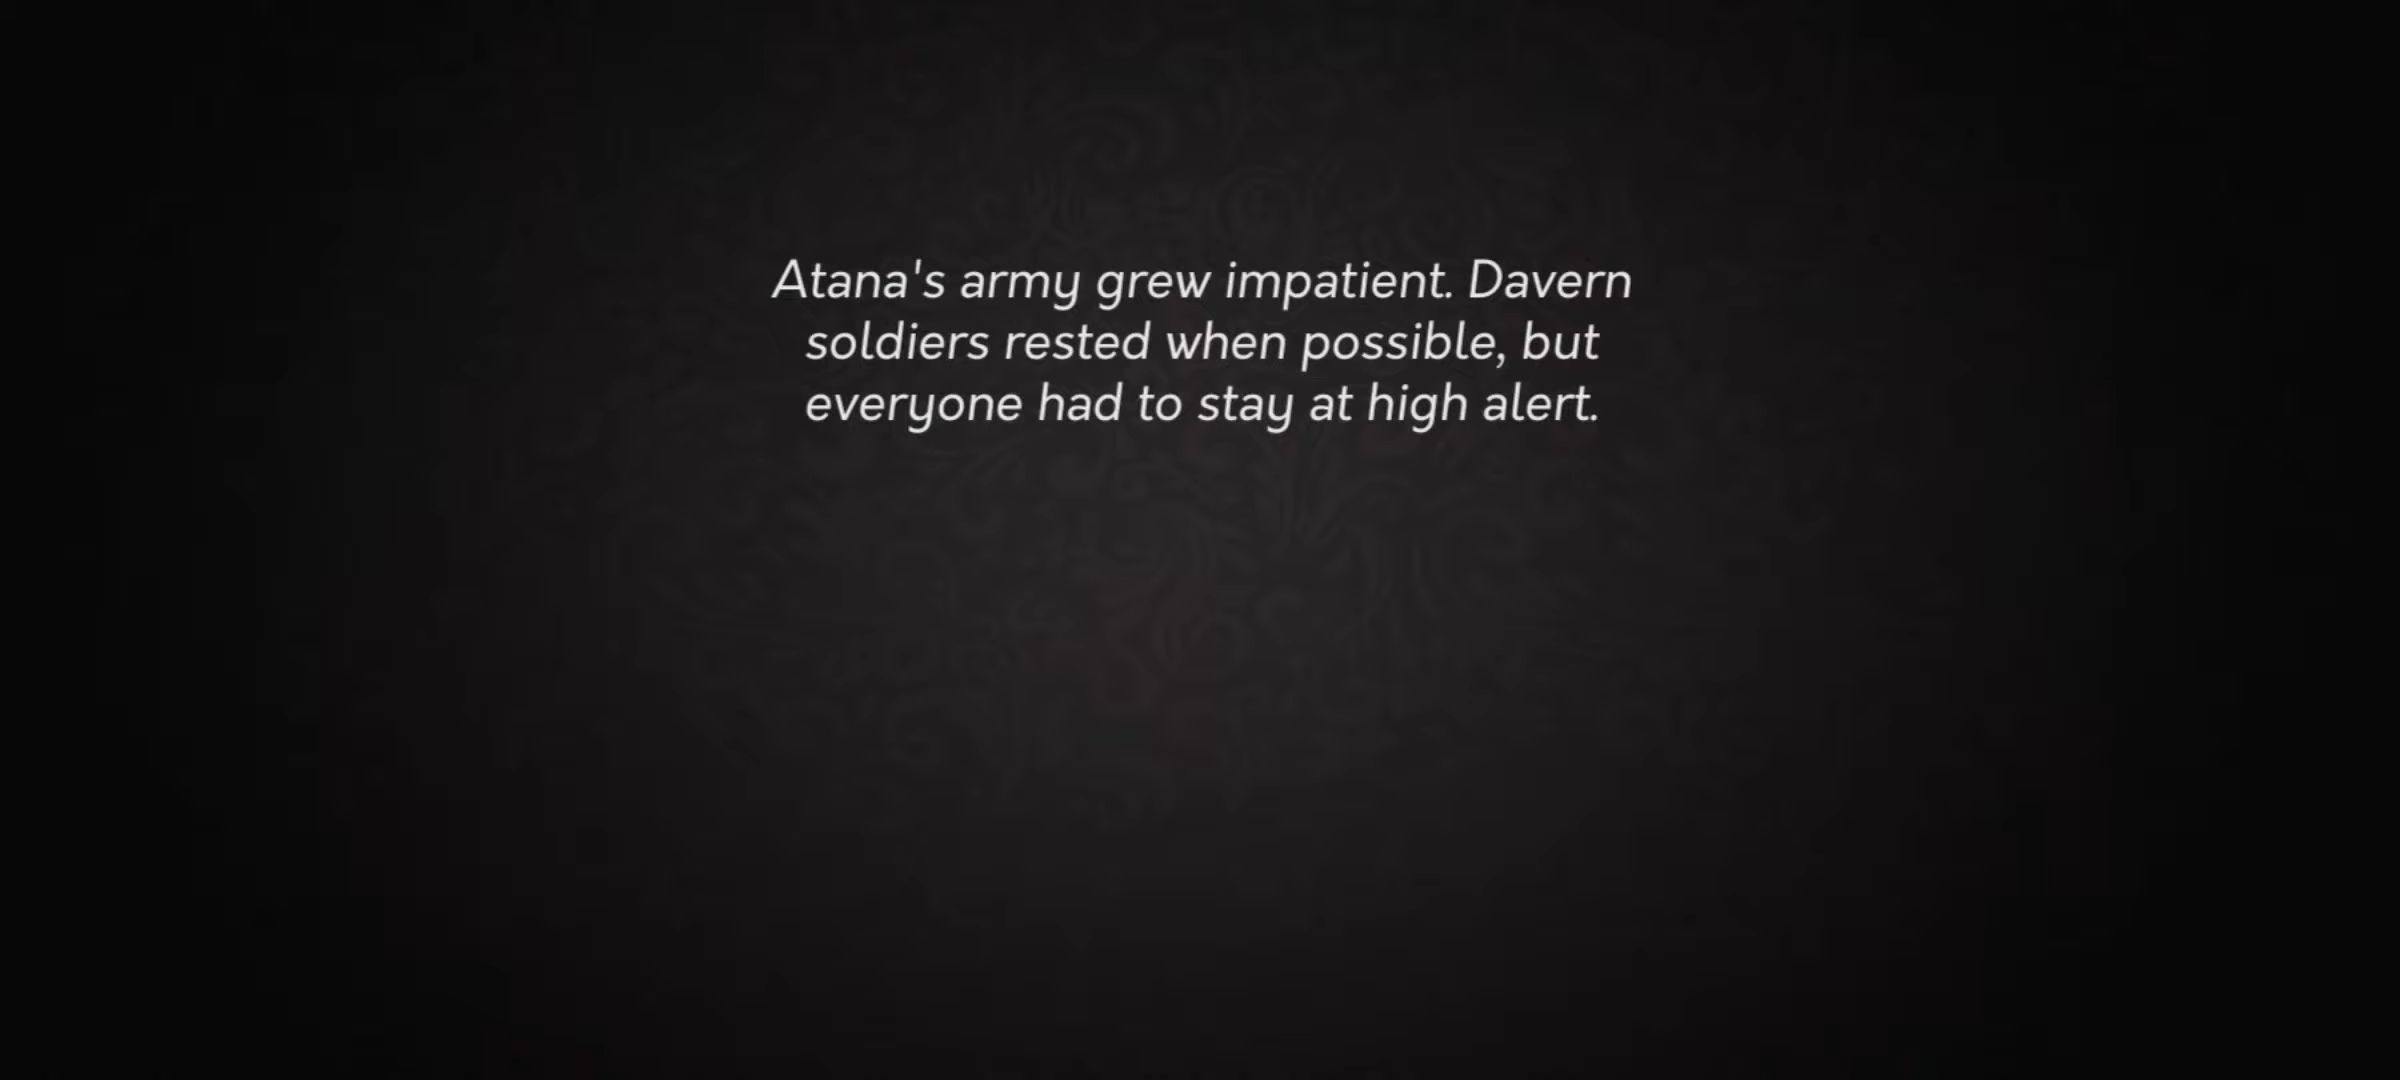 Atana's army grew impatient. Davern
soldiers rested when possible, but
everyone had to stay at high alert.